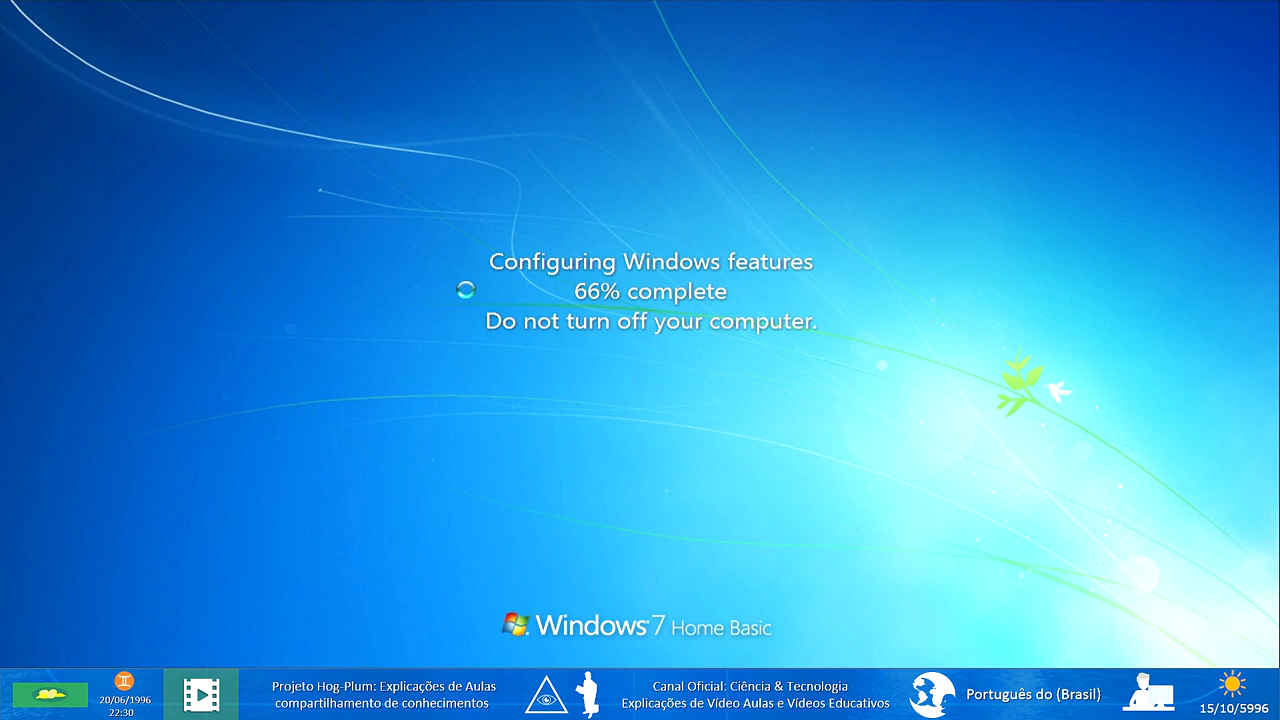 Configuring Windows features
66% complete
Do not turn off your computer.
Windows 7 Home Basic
20/06/1996
22:30
Projeto Hog-Plum: Explicações de Aulas
compartilhamento de conhecimentos
Canal Oficial: Ciência & Tecnologia
Explicações de Vídeo Aulas e Vídeos Educativos
Português do (Brasil)
15/10/5996